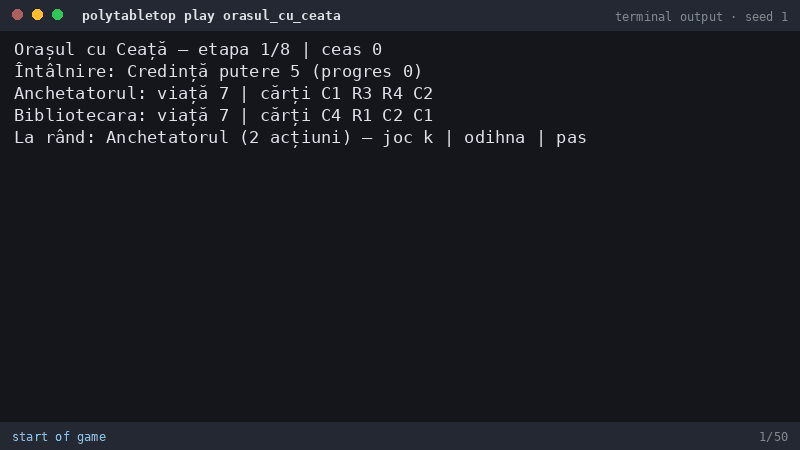 polytabletop play orasul_cu_ceata
terminal output · seed 1
Orașul cu Ceață — etapa 1/8 | ceas 0
Întâlnire: Credință putere 5 (progres 0)
Anchetatorul: viață 7 | cărți C1 R3 R4 C2
Bibliotecara: viață 7 | cărți C4 R1 C2 C1
La rând: Anchetatorul (2 acțiuni) — joc k | odihna | pas
start of game
1/50